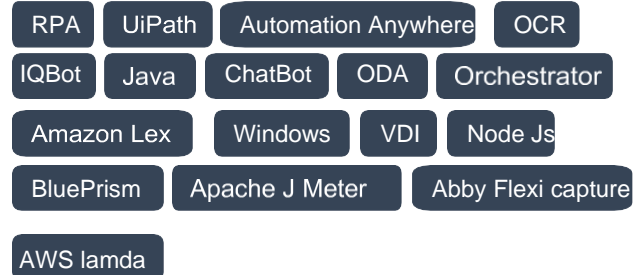 RPA UiPath Automation Anywhere OCR
IQBot Java ChatBot ODA Orchestrator
Amazon Lex Windows VDI Node Js
BluePrism Apache J Meter Abby Flexi capture
AWS lamda